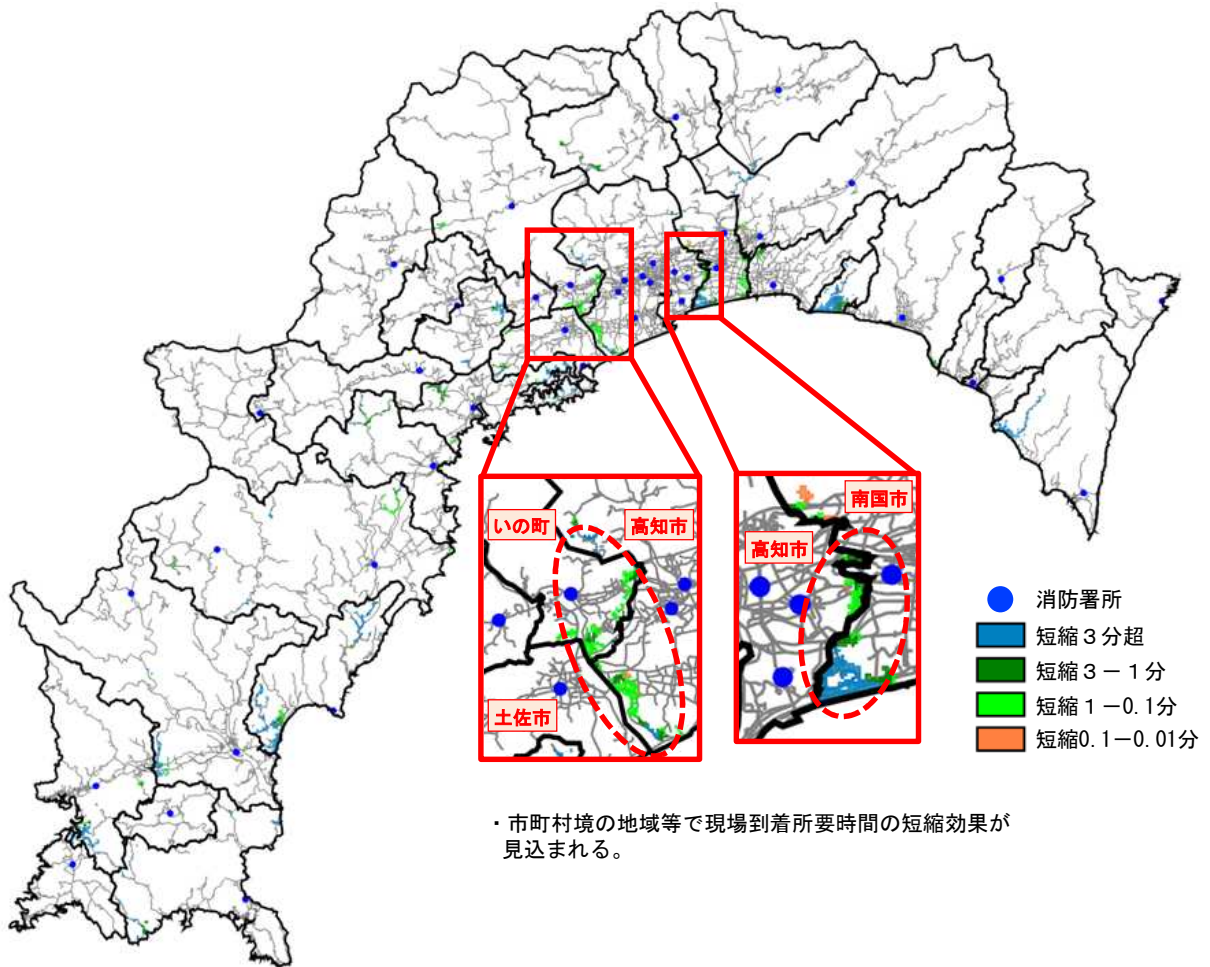 いの町
高知市
土佐市
南国市
高知市
消防署所
短縮３分超
短縮３－１分
短縮１－0.1分
短縮0.1－0.01分
・市町村境の地域等で現場到着所要時間の短縮効果が
見込まれる。